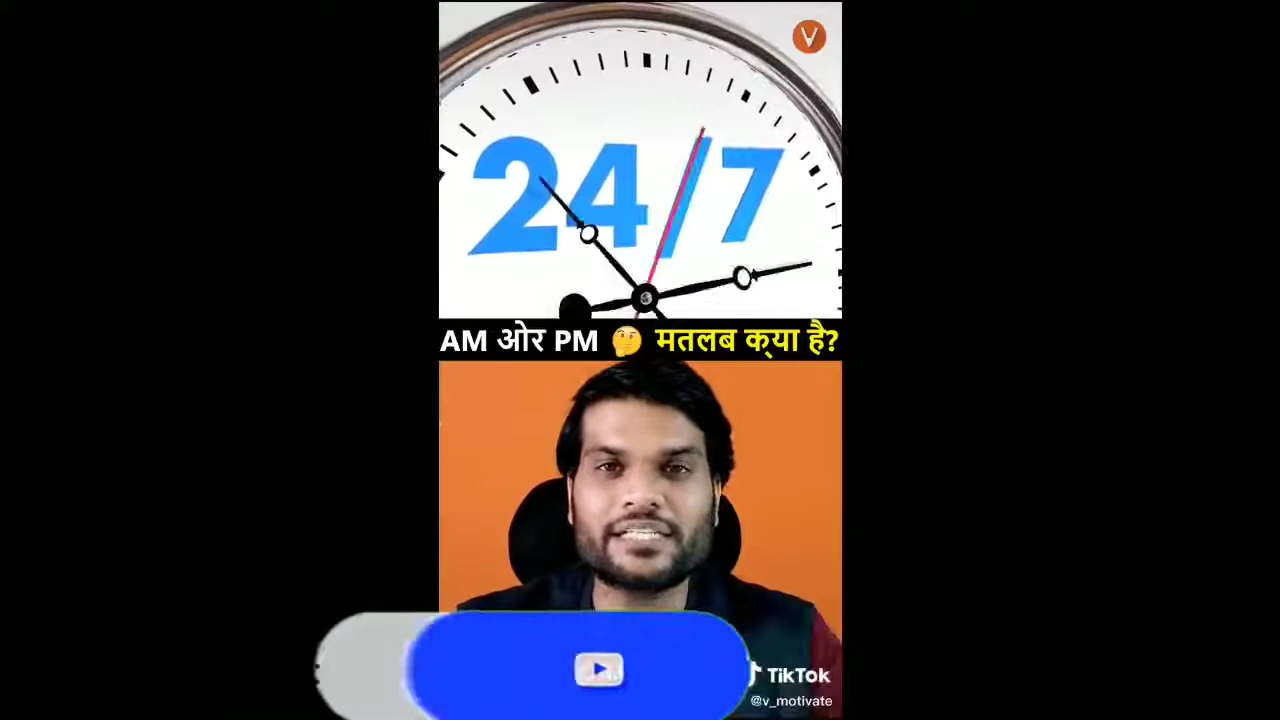 V
24/7
AM ओर PM 🤔 मतलब क्या है?
TikTok
@v_motivate